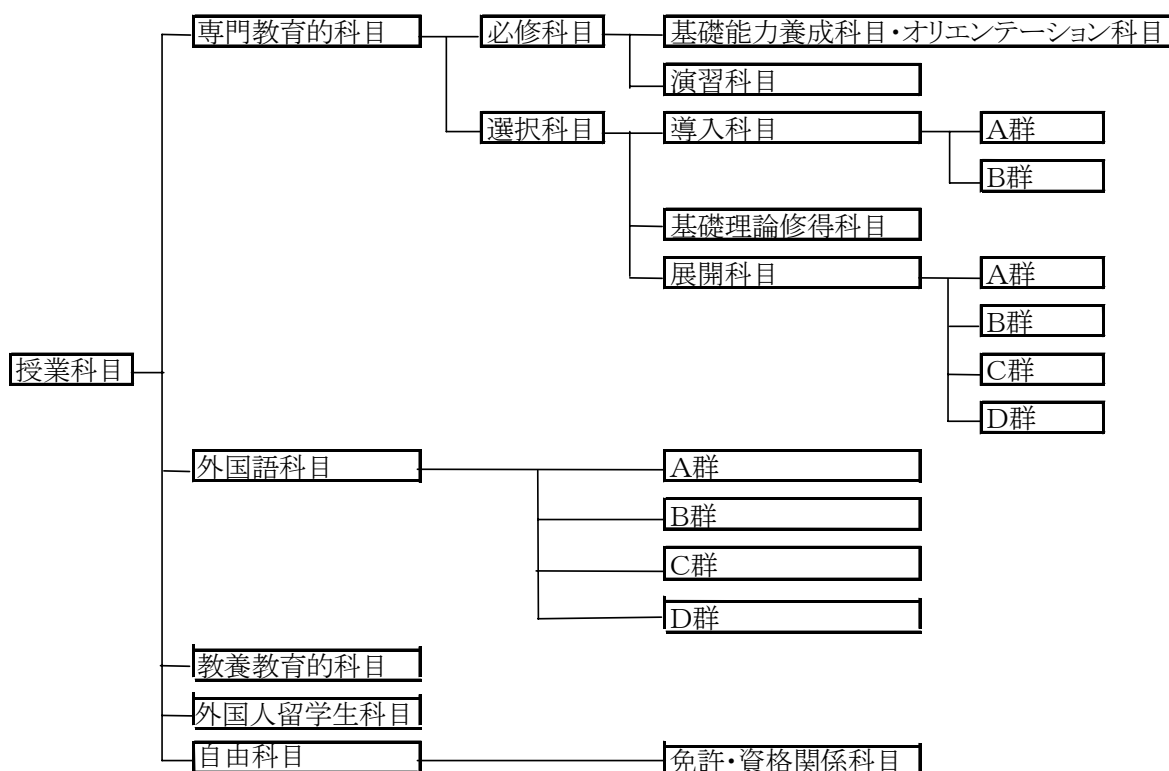 専門教育的科目
必修科目
基礎能力養成科目・オリエンテーション科目
演習科目
選択科目
導入科目
A群
B群
基礎理論修得科目
展開科目
A群
B群
C群
D群
授業科目
外国語科目
A群
B群
C群
D群
教養教育的科目
外国人留学生科目
自由科目
免許・資格関係科目